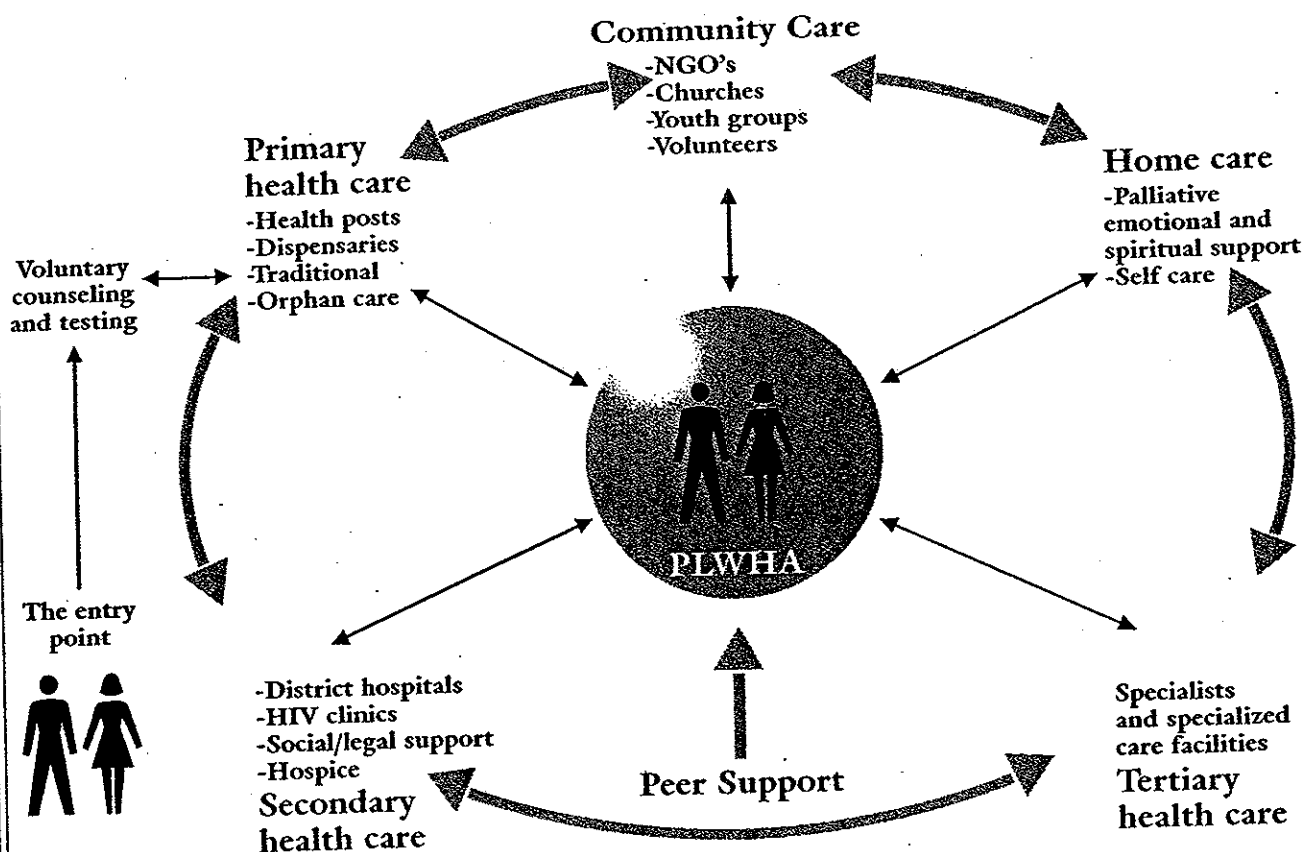 Community Care
-NGO's
-Churches
-Youth groups
-Volunteers
Primary
health care
-Health posts
-Dispensaries
-Traditional
-Orphan care
Home care
-Palliative
emotional and
spiritual support
-Self care
Voluntary
counseling
and testing
PLWHA
The entry
point
-District hospitals
-HIV clinics
-Social/legal support
-Hospice
Secondary
health care
Peer Support
Specialists
and specialized
care facilities
Tertiary
health care